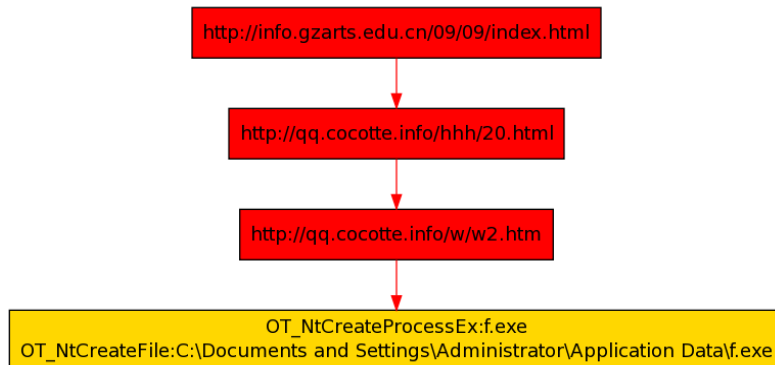 http://info.gzarts.edu.cn/09/09/index.html
http://qq.cocotte.info/hhh/20.html
http://qq.cocotte.info/w/w2.htm
OT_NtCreateProcessEx:f.exe
OT_NtCreateFile:C:\Documents and Settings\Administrator\Application Data\f.exe